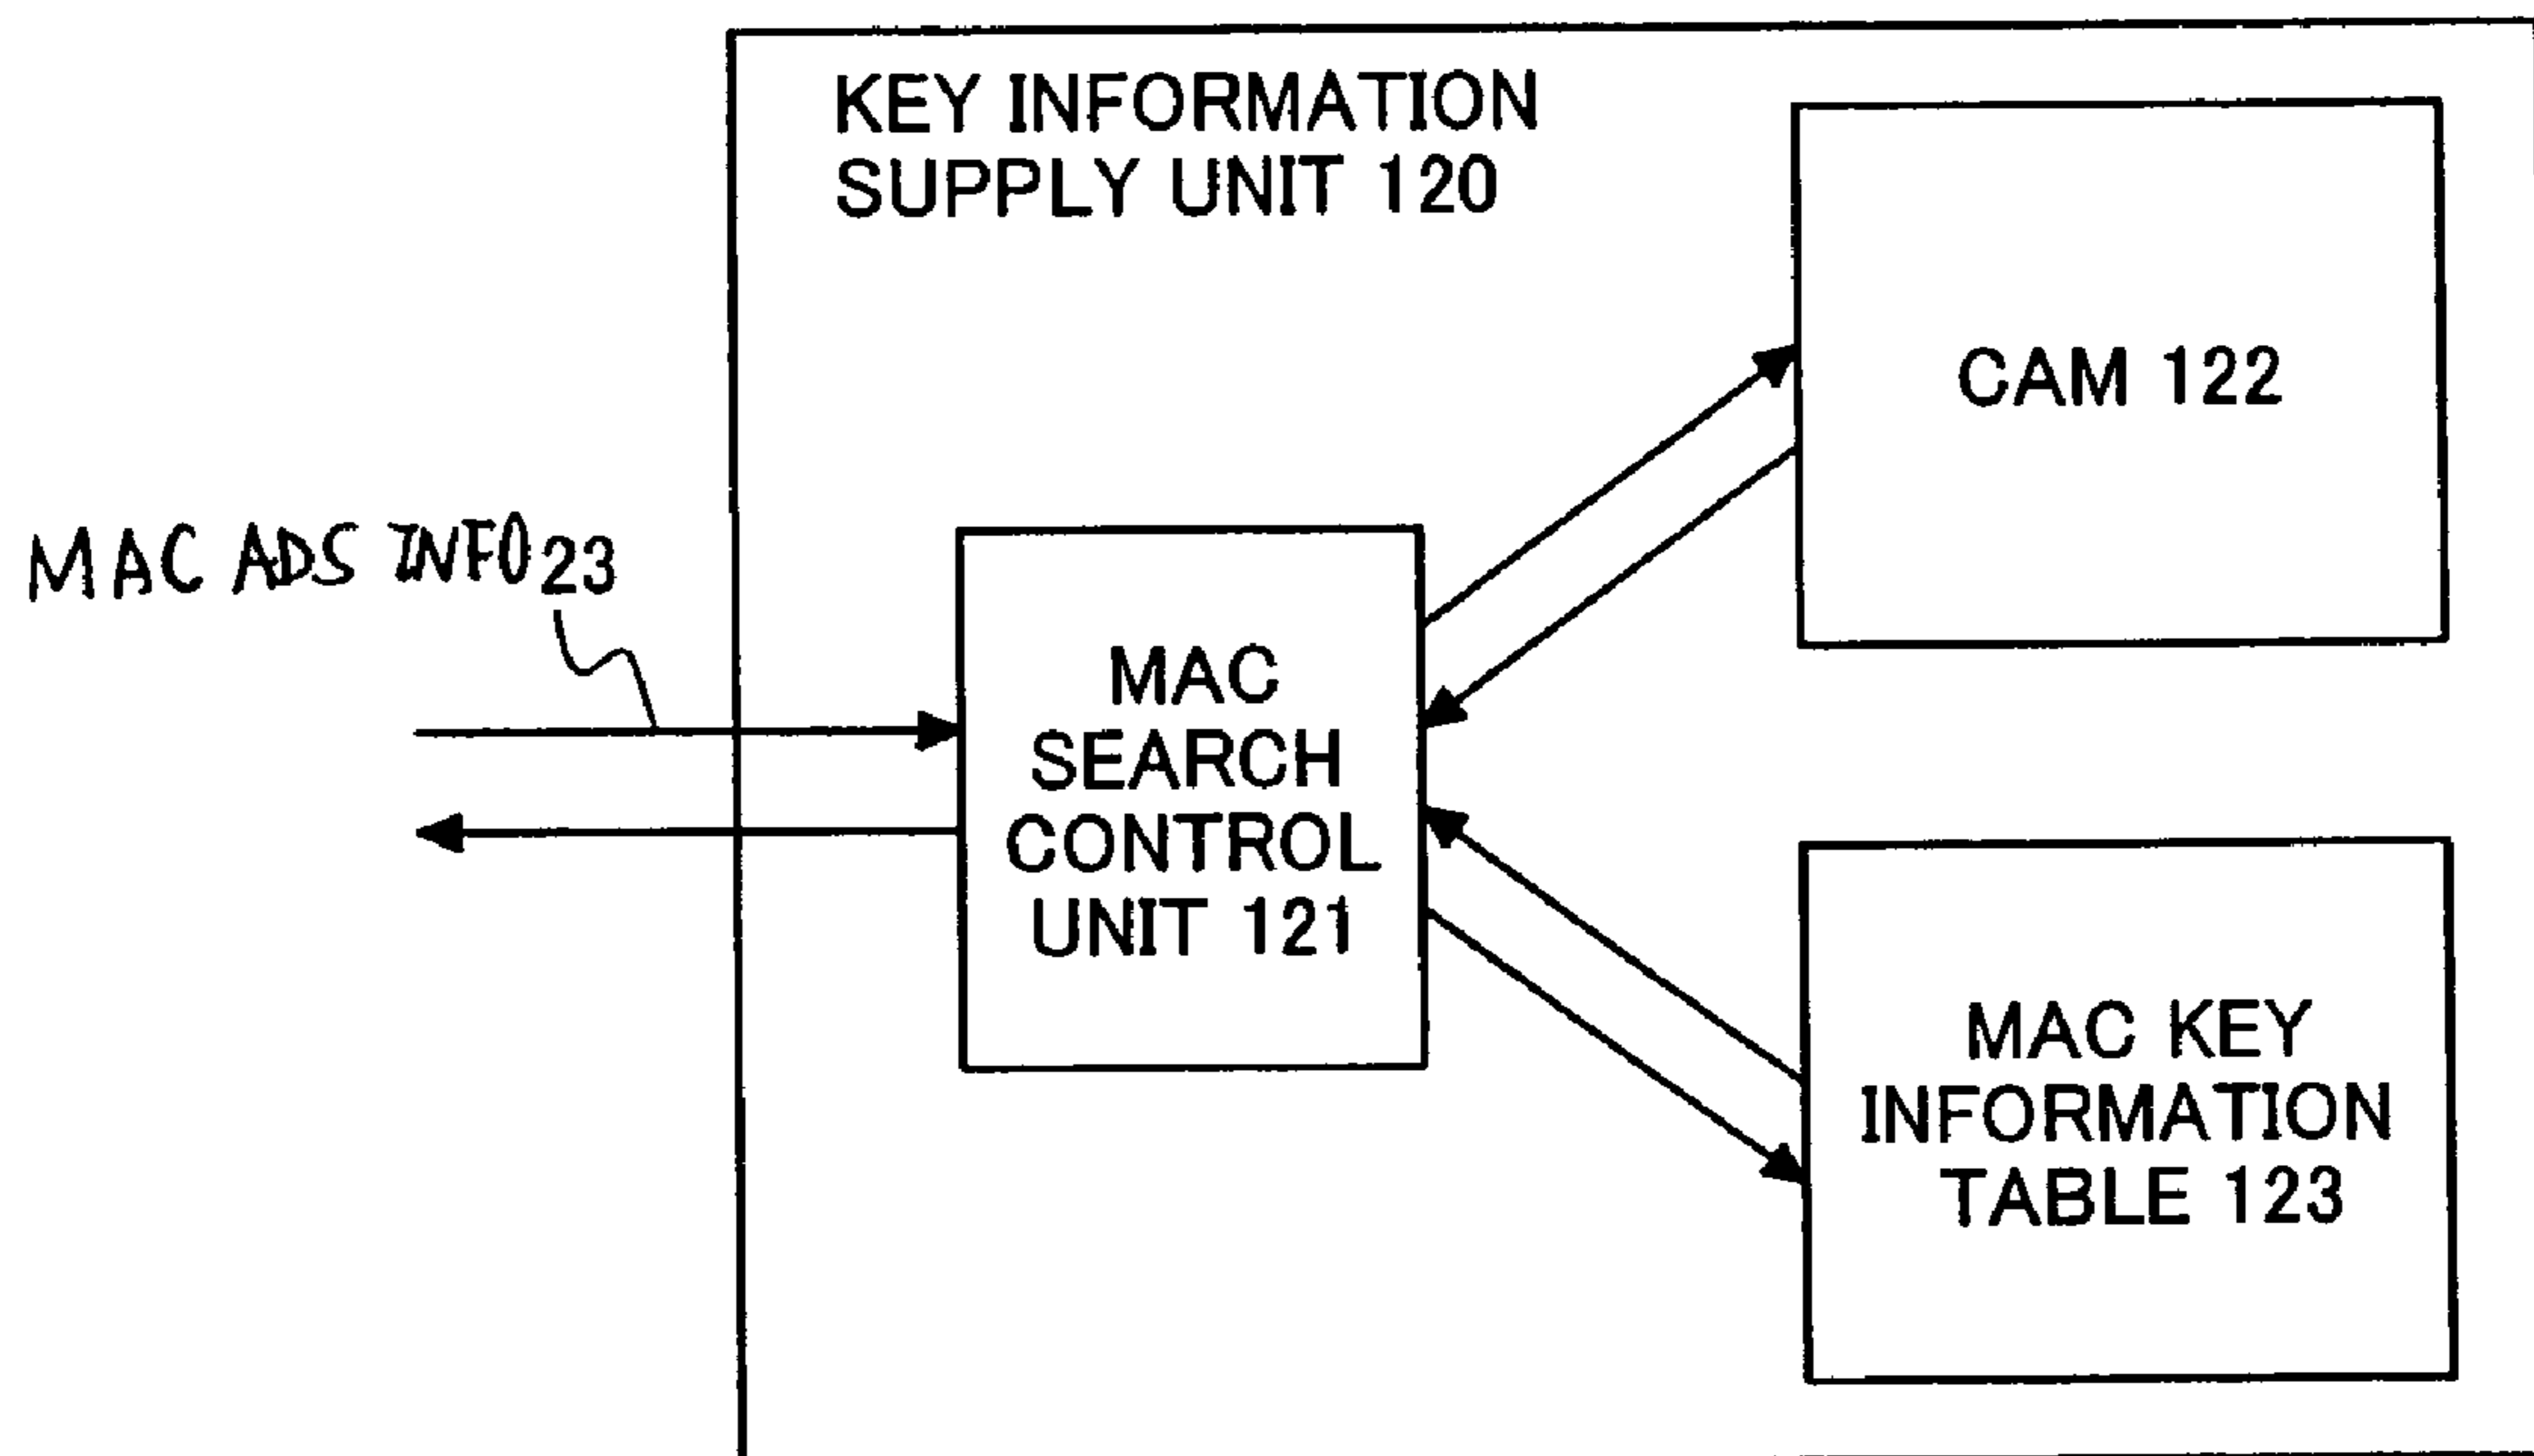 KEY INFORMATION
SUPPLY UNIT 120
CAM 122
MAC ADS INFO 23
MAC
SEARCH
CONTROL
UNIT 121
MAC KEY
INFORMATION
TABLE 123